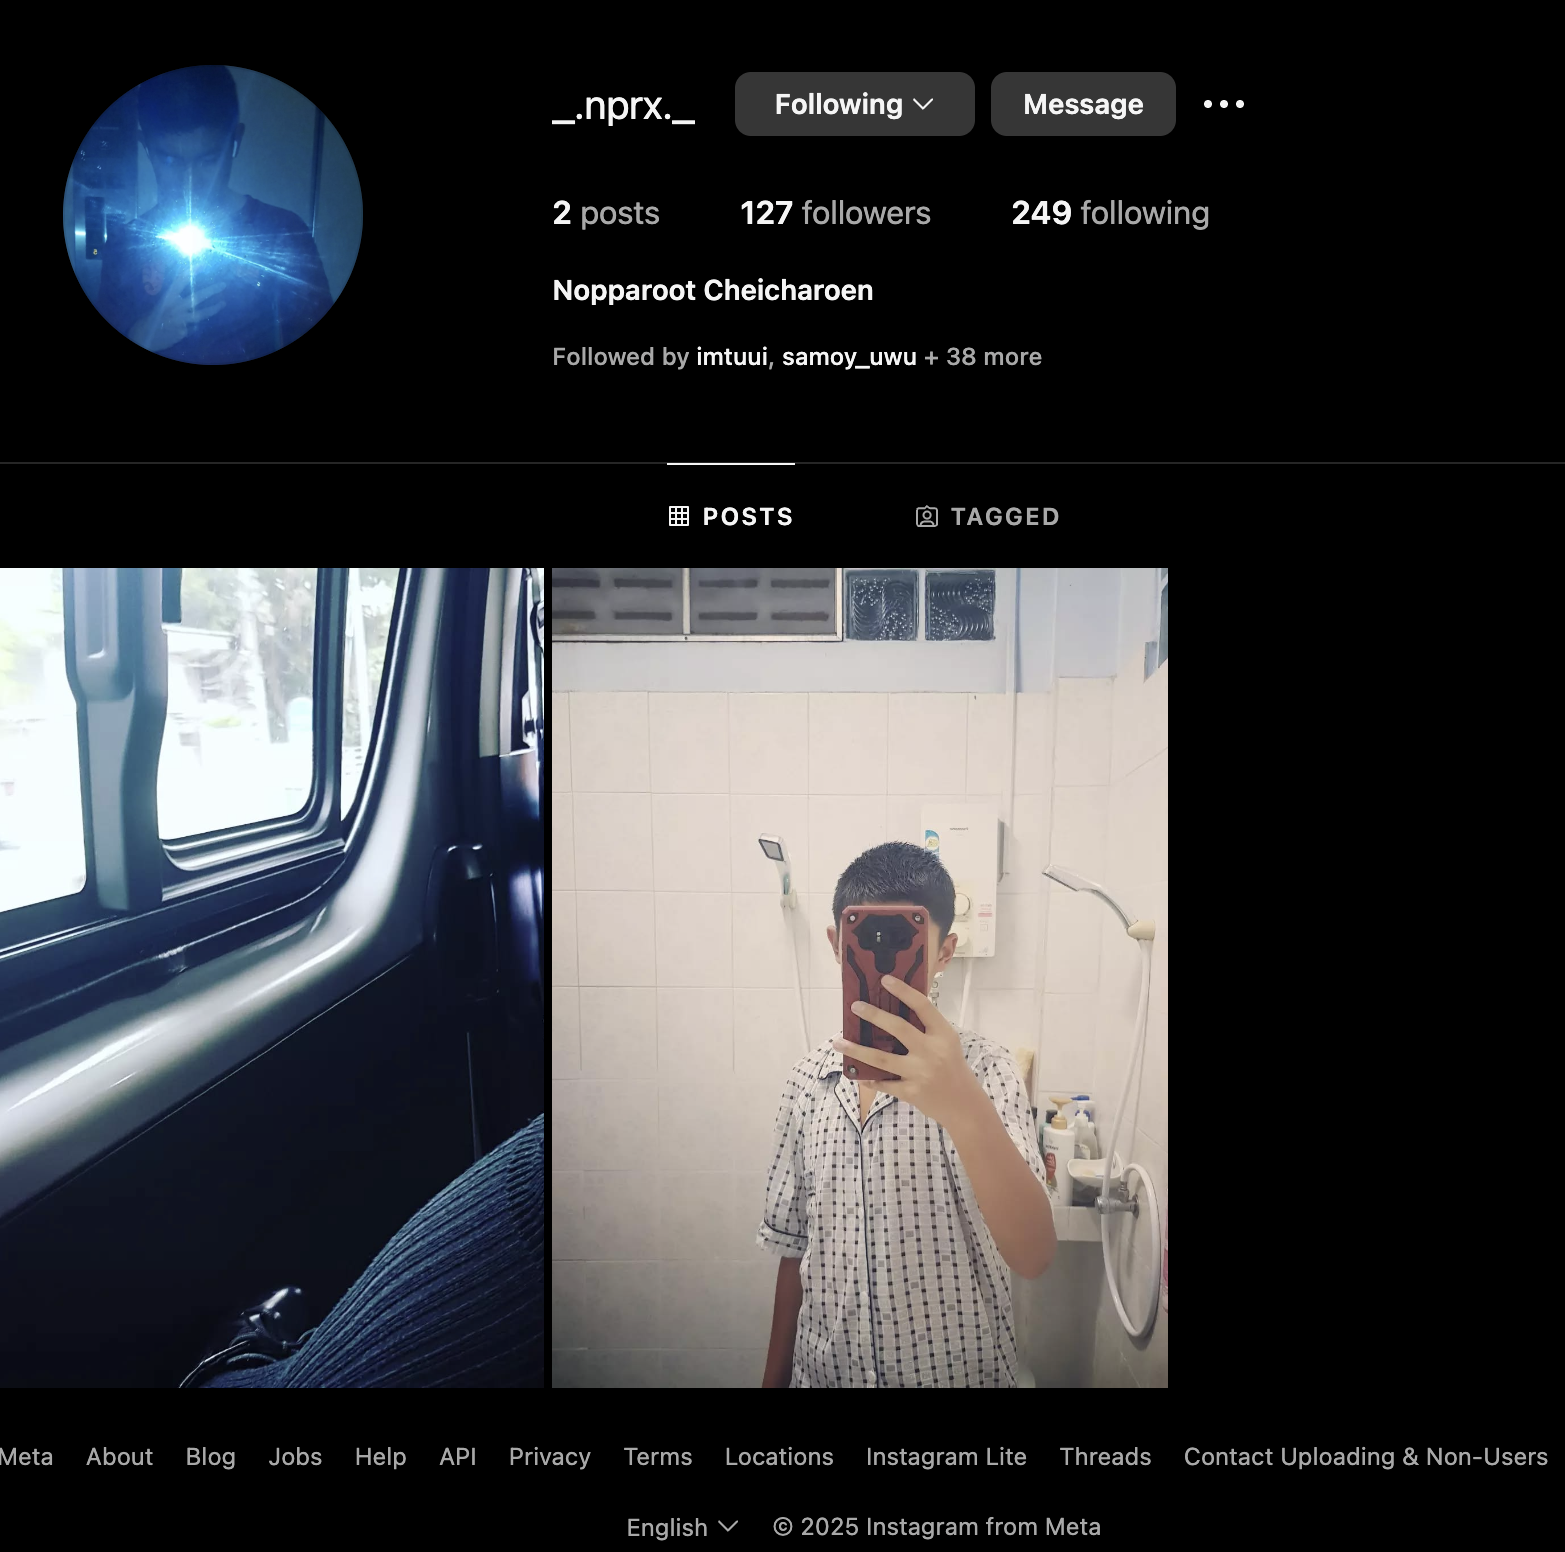 _.nprx._ Following Message
2 posts 127 followers 249 following
Nopparoot Cheicharoen
Followed by imtuui, samoy_uwu + 38 more
POSTS TAGGED
Meta About Blog Jobs Help API Privacy Terms Locations Instagram Lite Threads Contact Uploading & Non-Users
English © 2025 Instagram from Meta